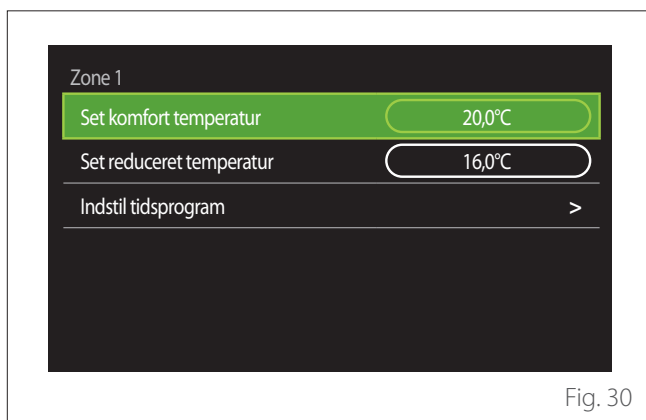 Zone 1
Set komfort temperatur 20,0°C
Set reduceret temperatur 16,0°C
Indstil tidsprogram >
Fig. 30